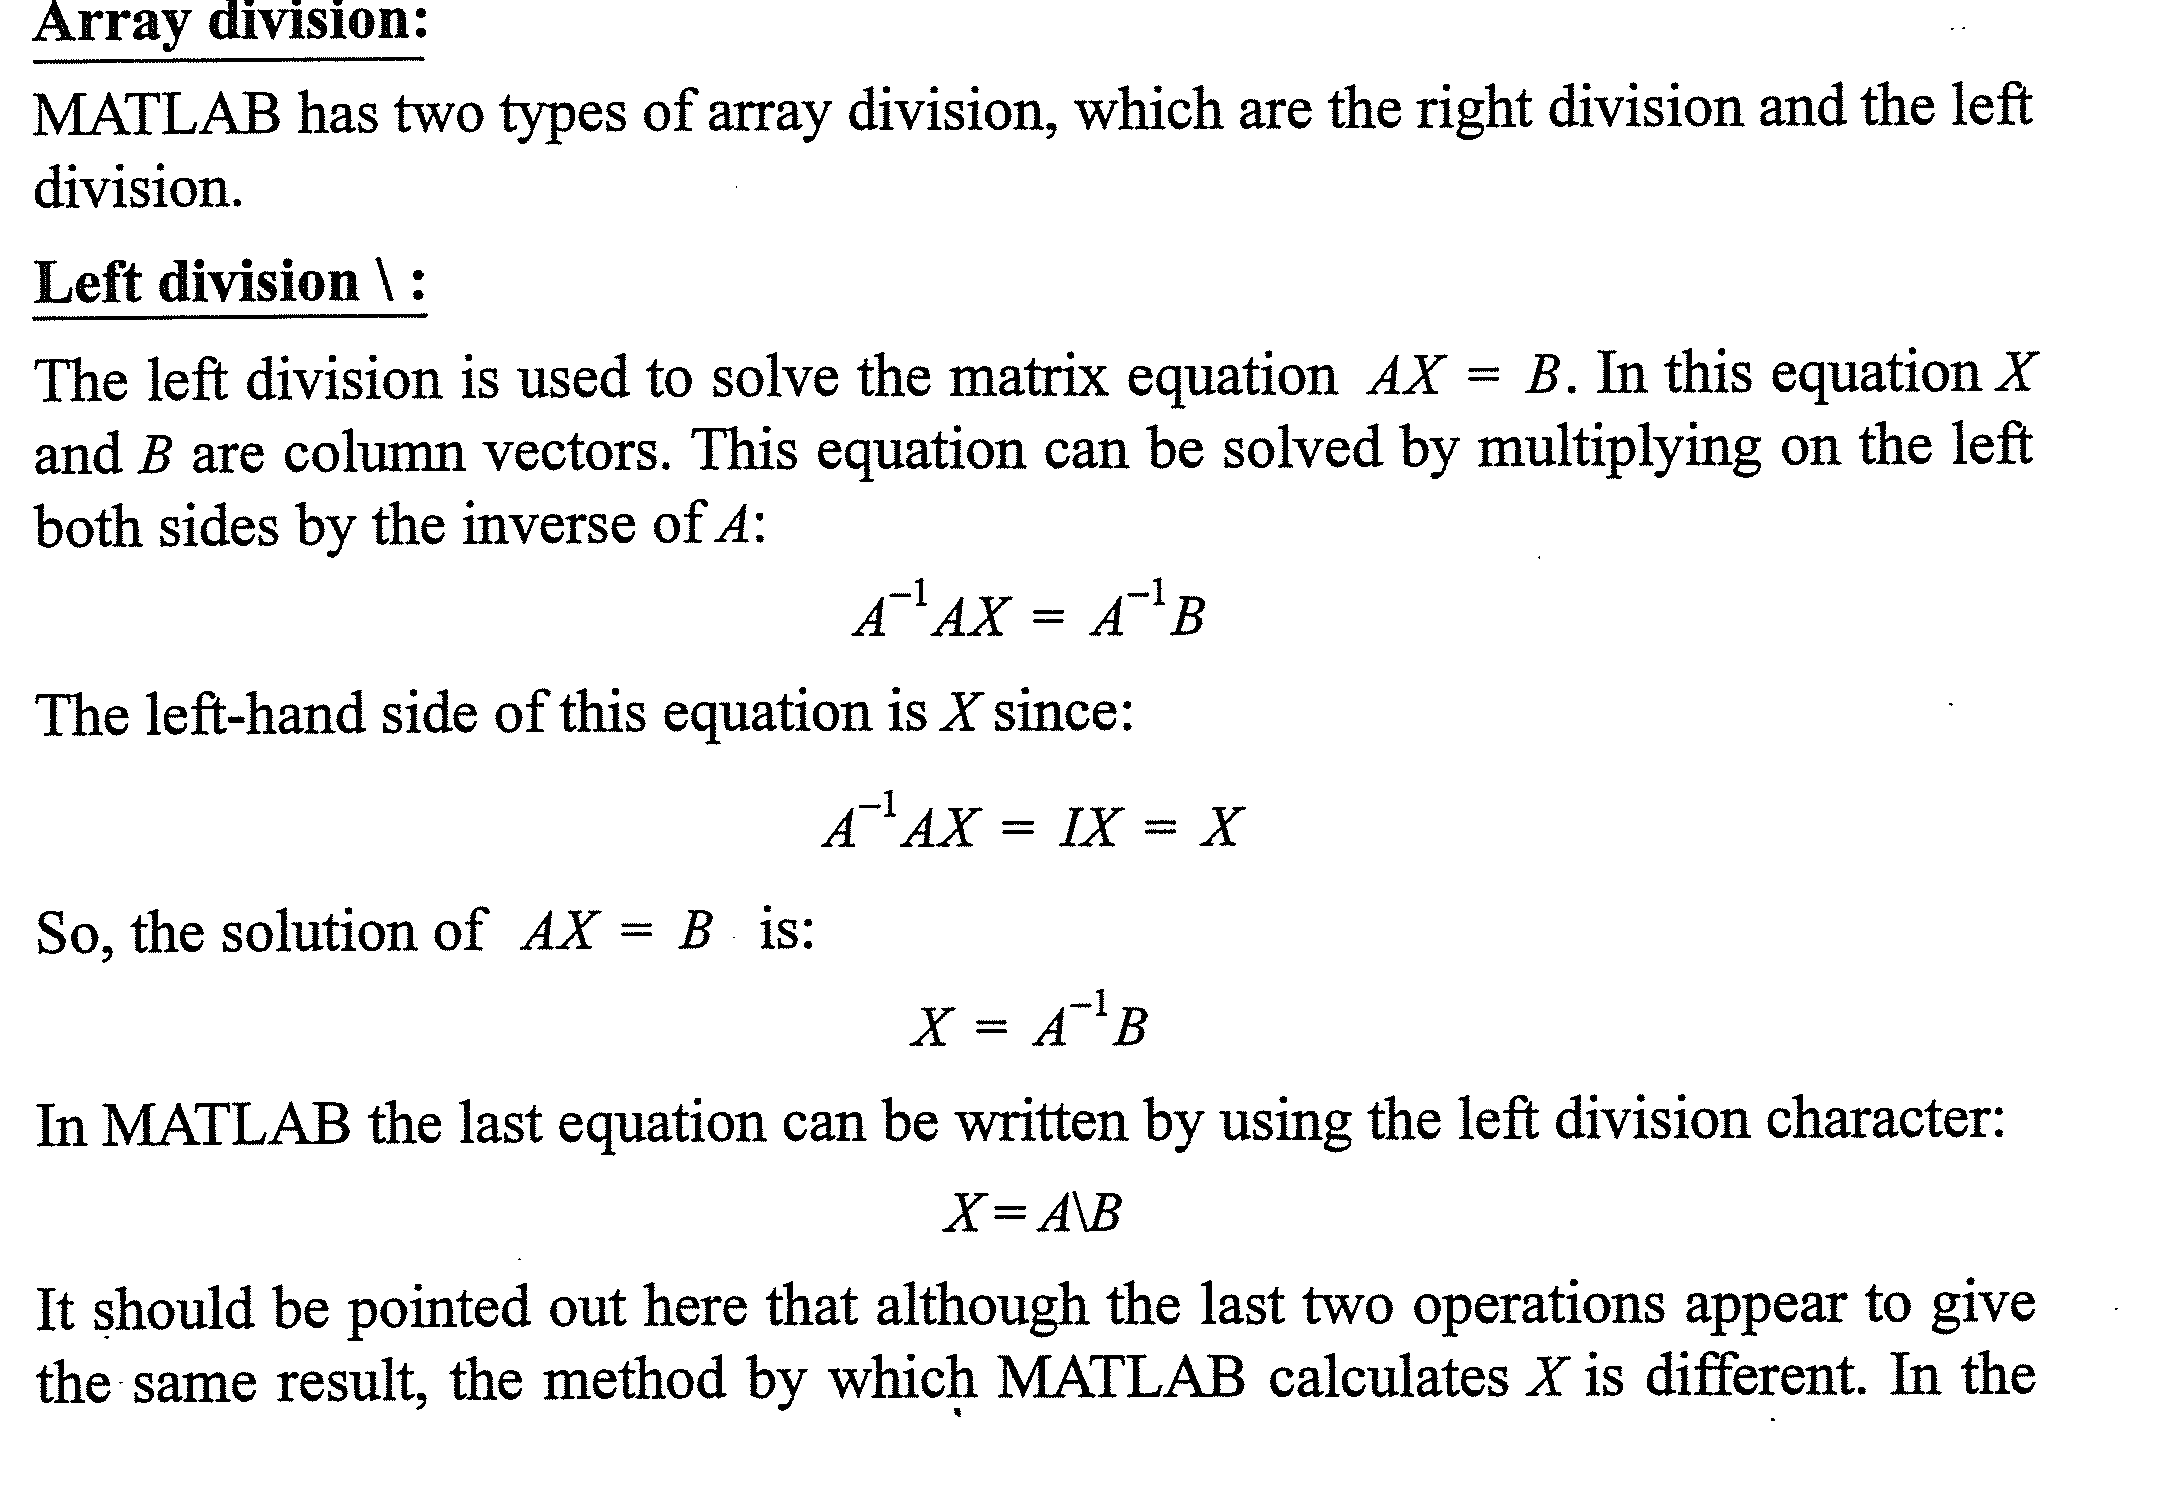 Array division:
MATLAB has two types of array division, which are the right division and the left
division.
Left division \ :
The left division is used to solve the matrix equation AX = B. In this equation X
and B are column vectors. This equation can be solved by multiplying on the left
both sides by the inverse of A:
A⁻¹AX = A⁻¹B
The left-hand side of this equation is X since:
A⁻¹AX = IX = X
So, the solution of AX = B is:
X = A⁻¹B
In MATLAB the last equation can be written by using the left division character:
X = A\B
It should be pointed out here that although the last two operations appear to give
the same result, the method by which MATLAB calculates X is different. In the